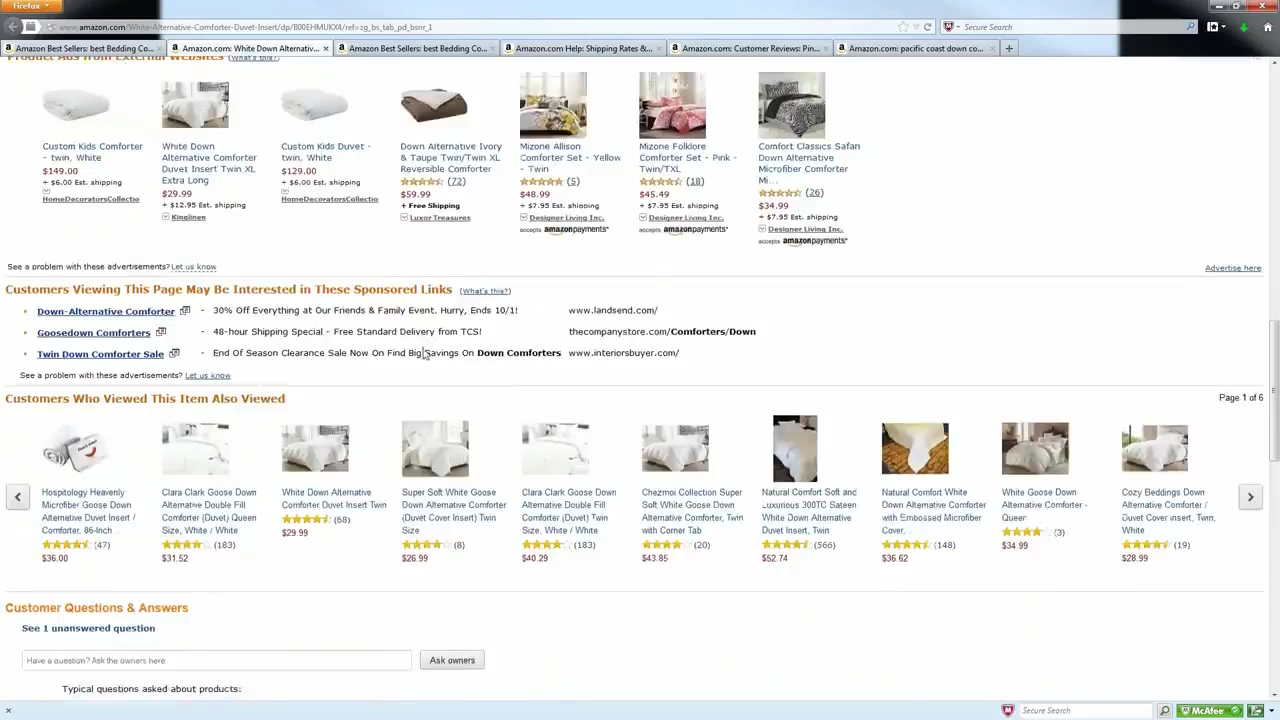 Firefox
www.amazon.com/White-Alternative-Comforter-Duvet-Insert/dp/B00EHMUKX4/ref=zg_bs_tab_pd_bsnr_1
Secure Search
Amazon Best Sellers: best Bedding Co...
Amazon.com: White Down Alternativ...
Amazon Best Sellers: best Bedding Co...
Amazon.com Help: Shipping Rates &...
Amazon.com: Customer Reviews: Pin...
Amazon.com: pacific coast down co...
Product Ads from External Websites (What's this?)
Custom Kids Comforter
- twin, White
$149.00
+ $6.00 Est. shipping
HomeDecoratorsCollectio
White Down
Alternative Comforter
Duvet Insert Twin XL
Extra Long
$29.99
+ $12.95 Est. shipping
Kinglinen
Custom Kids Duvet -
twin, White
$129.00
+ $6.00 Est. shipping
HomeDecoratorsCollectio
Down Alternative Ivory
& Taupe Twin/Twin XL
Reversible Comforter
(72)
$59.99
+ Free Shipping
Luxor Treasures
Mizone Allison
Comforter Set - Yellow
- Twin
(5)
$48.99
+ $7.95 Est. shipping
Designer Living Inc.
accepts amazonpayments
Mizone Folklore
Comforter Set - Pink -
Twin/TXL
(18)
$45.49
+ $7.95 Est. shipping
Designer Living Inc.
accepts amazonpayments
Comfort Classics Safari
Down Alternative
Microfiber Comforter
Mi...
(26)
$34.99
+ $7.95 Est. shipping
Designer Living Inc.
accepts amazonpayments
See a problem with these advertisements? Let us know
Advertise here
Customers Viewing This Page May Be Interested in These Sponsored Links (What's this?)
Down-Alternative Comforter - 30% Off Everything at Our Friends & Family Event. Hurry, Ends 10/1! www.landsend.com/
Goosedown Comforters - 48-hour Shipping Special - Free Standard Delivery from TCS! thecompanystore.com/Comforters/Down
Twin Down Comforter Sale - End Of Season Clearance Sale Now On Find Big Savings On Down Comforters www.interiorsbuyer.com/
See a problem with these advertisements? Let us know
Customers Who Viewed This Item Also Viewed
Page 1 of 6
Hospitology Heavenly
Microfiber Goose Down
Alternative Duvet Insert /
Comforter, 86-Inch ...
(47)
$36.00
Clara Clark Goose Down
Alternative Double Fill
Comforter (Duvet) Queen
Size, White / White
(183)
$31.52
White Down Alternative
Comforter Duvet Insert Twin
(68)
$29.99
Super Soft White Goose
Down Alternative Comforter
(Duvet Cover Insert) Twin
Size
(8)
$26.99
Clara Clark Goose Down
Alternative Double Fill
Comforter (Duvet) Twin
Size, White / White
(183)
$40.29
Chezmoi Collection Super
Soft White Goose Down
Alternative Comforter, Twin
with Corner Tab
(20)
$43.85
Natural Comfort Soft and
Luxurious 300TC Sateen
White Down Alternative
Duvet Insert, Twin
(566)
$52.74
Natural Comfort White
Down Alternative Comforter
with Embossed Microfiber
Cover,
(148)
$36.62
White Goose Down
Alternative Comforter -
Queen
(3)
$34.99
Cozy Beddings Down
Alternative Comforter /
Duvet Cover Insert, Twin,
White
(19)
$28.99
Customer Questions & Answers
See 1 unanswered question
Have a question? Ask the owners here
Ask owners
Typical questions asked about products:
Secure Search
McAfee